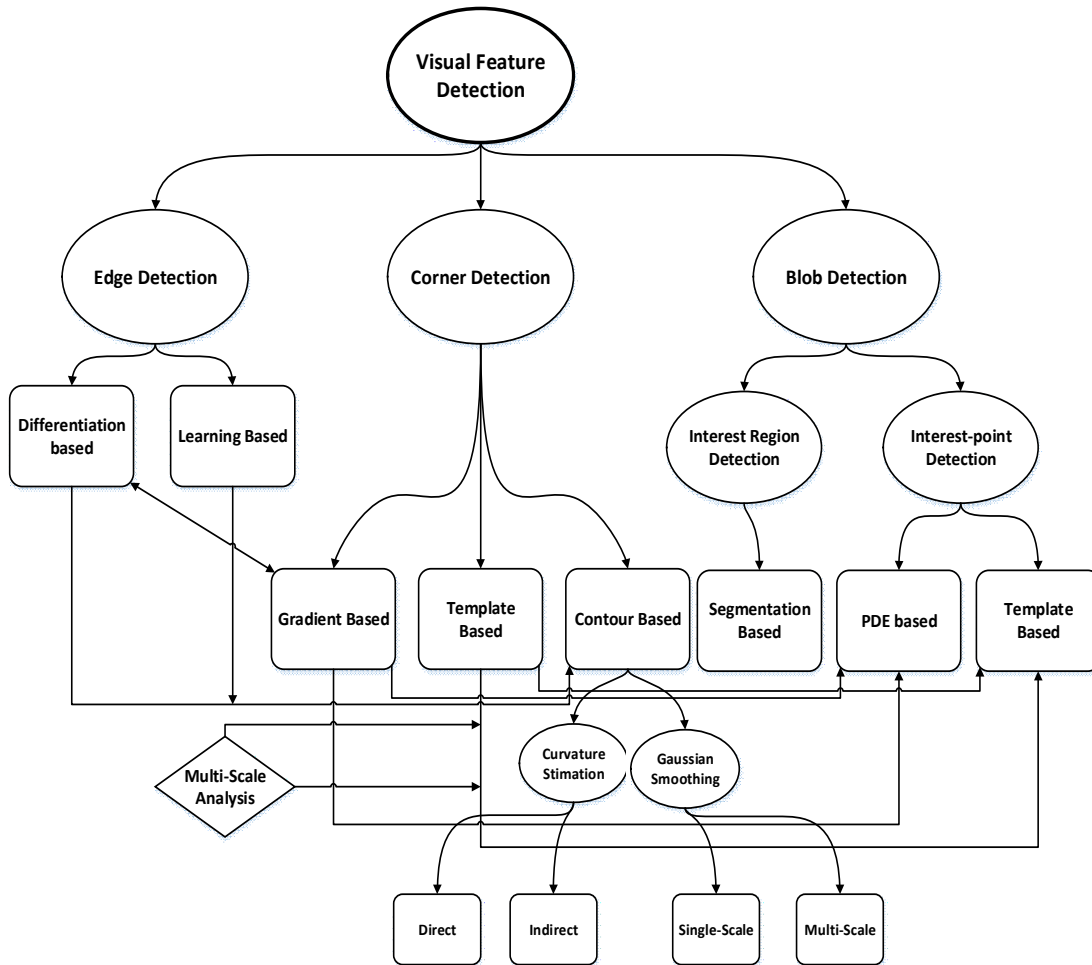 Visual Feature
Detection
Edge Detection
Corner Detection
Blob Detection
Differentiation
based
Learning Based
Interest Region
Detection
Interest-point
Detection
Gradient Based
Template
Based
Contour Based
Segmentation
Based
PDE based
Template
Based
Multi-Scale
Analysis
Curvature
Stimation
Gaussian
Smoothing
Direct
Indirect
Single-Scale
Multi-Scale